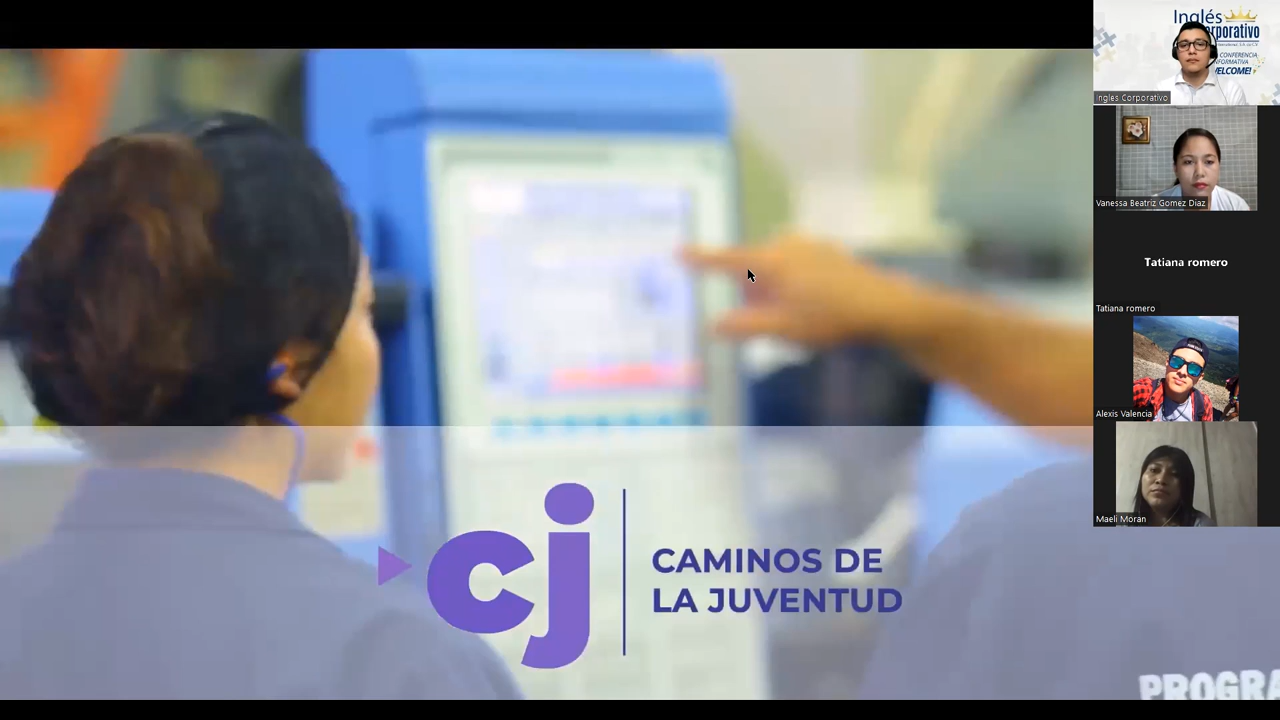 Inglés
Corporativo
CONFERENCIA
INFORMATIVA
WELCOME!
Ingles Corporativo
Vanessa Beatriz Gomez Diaz
Tatiana romero
Tatiana romero
Alexis Valencia
Maeli Moran
cj
CAMINOS DE
LA JUVENTUD
PROGRA